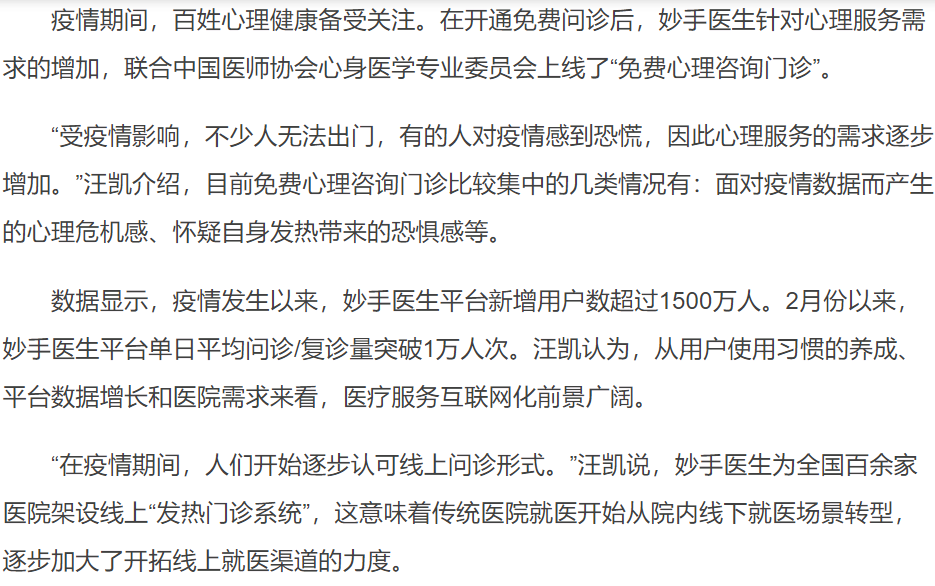 疫情期间，百姓心理健康备受关注。在开通免费问诊后，妙手医生针对心理服务需
求的增加，联合中国医师协会心身医学专业委员会上线了“免费心理咨询门诊”。
“受疫情影响，不少人无法出门，有的人对疫情感到恐慌，因此心理服务的需求逐步
增加。”汪凯介绍，目前免费心理咨询门诊比较集中的几类情况有：面对疫情数据而产生
的心理危机感、怀疑自身发热带来的恐惧感等。
数据显示，疫情发生以来，妙手医生平台新增用户数超过1500万人。2月份以来，
妙手医生平台单日平均问诊/复诊量突破1万人次。汪凯认为，从用户使用习惯的养成、
平台数据增长和医院需求来看，医疗服务互联网化前景广阔。
“在疫情期间，人们开始逐步认可线上问诊形式。”汪凯说，妙手医生为全国百余家
医院架设线上“发热门诊系统”，这意味着传统医院就医开始从院内线下就医场景转型，
逐步加大了开拓线上就医渠道的力度。